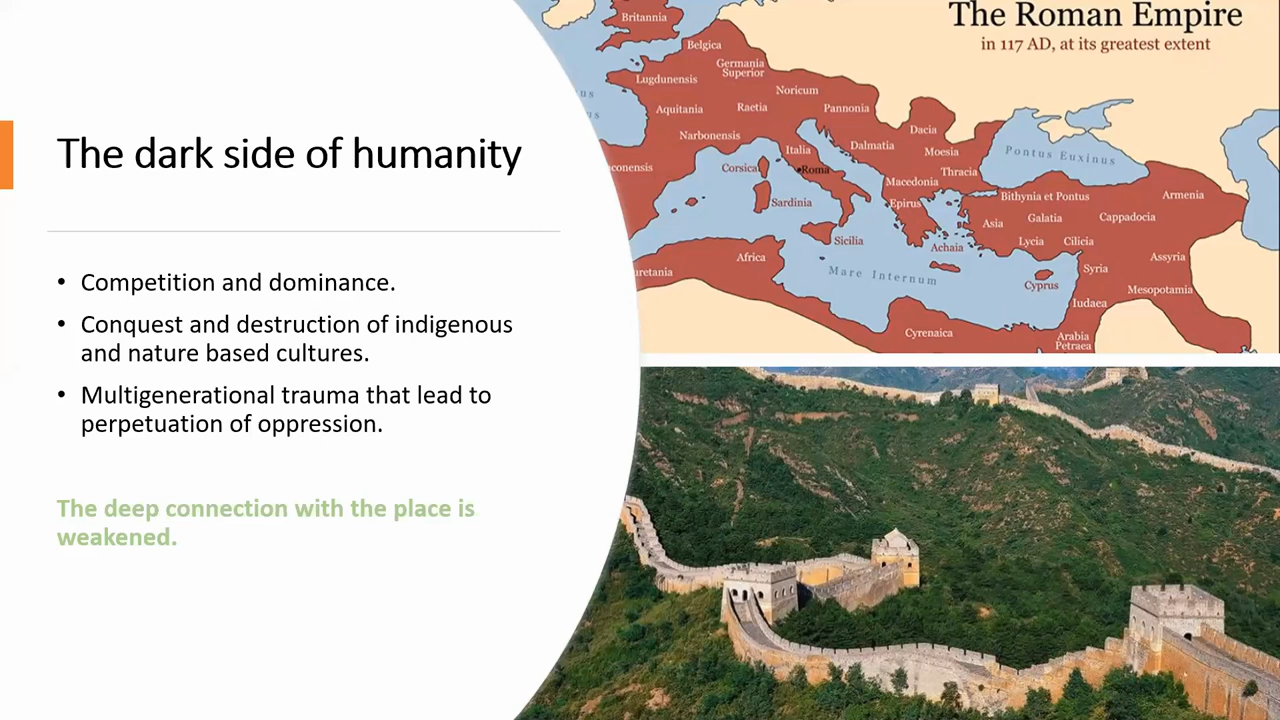 The dark side of humanity
• Competition and dominance.
• Conquest and destruction of indigenous
and nature based cultures.
• Multigenerational trauma that lead to
perpetuation of oppression.
The deep connection with the place is
weakened.
The Roman Empire
in 117 AD, at its greatest extent
Britannia
Belgica
Germania
Superior
Lugdunensis
Noricum
Aquitania
Raetia
Pannonia
Narbonensis
Dacia
Italia
Dalmatia
Moesia
Pontus Euxinus
conensis
Corsica
Roma
Thracia
Macedonia
Bithynia et Pontus
Armenia
Sardinia
Epirus
Asia
Galatia
Cappadocia
Sicilia
Achaia
Lycia
Cilicia
Africa
Assyria
uretania
Mare Internum
Syria
Cyprus
Mesopotamia
Iudaea
Cyrenaica
Arabia
Petraea